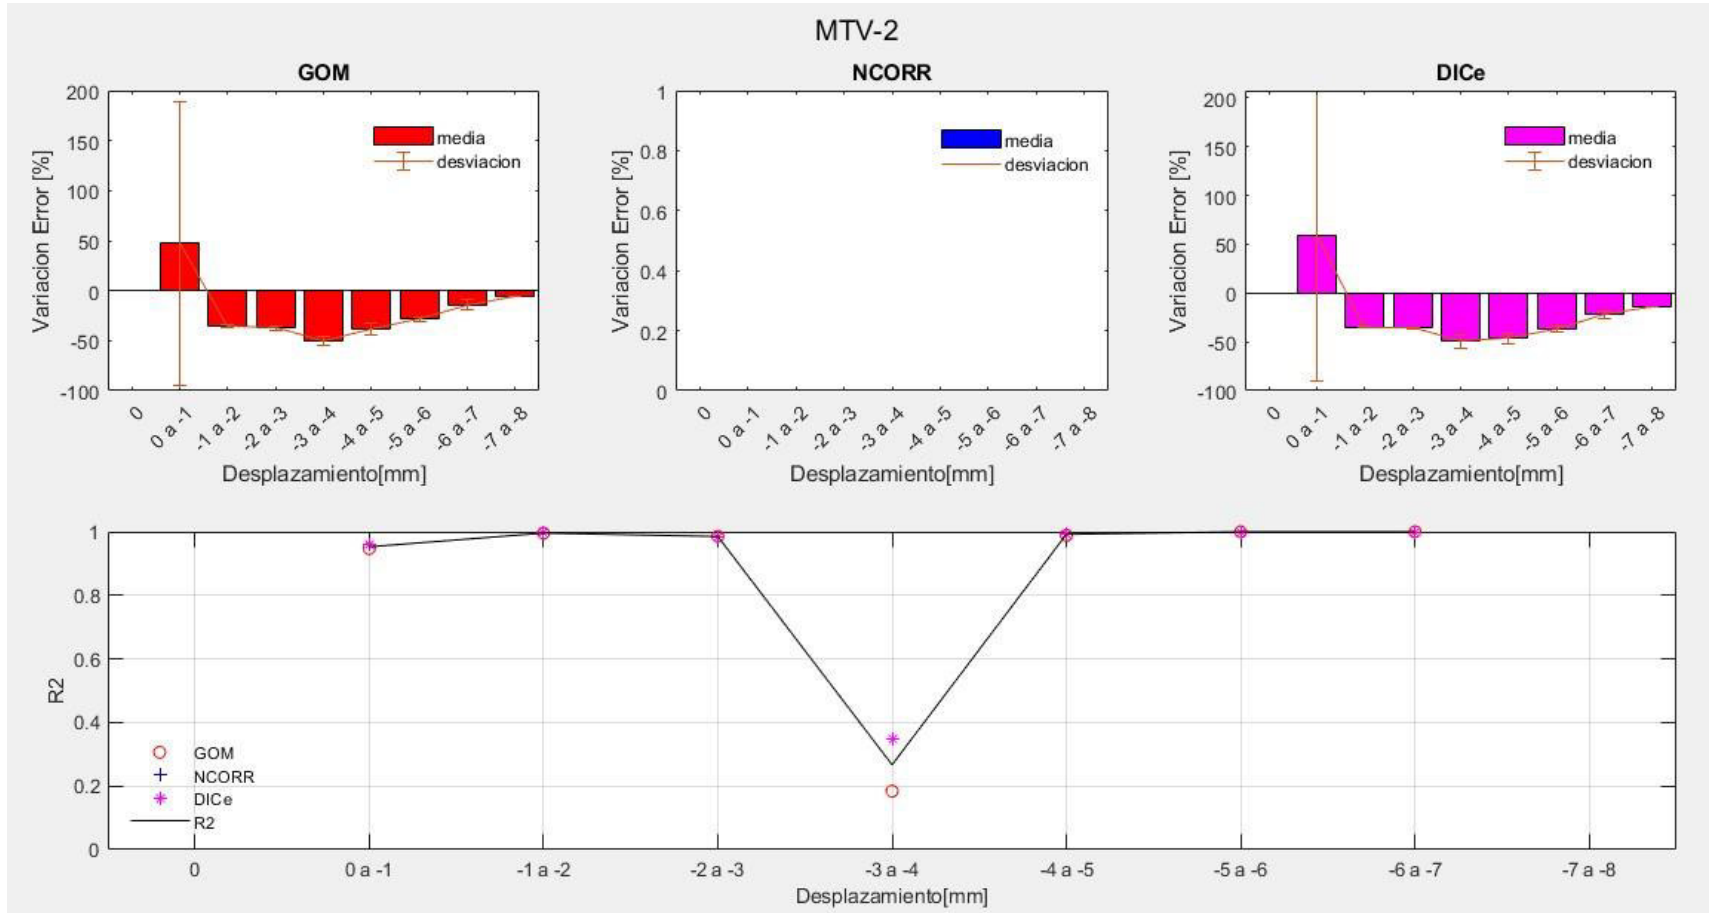 MTV-2
GOM
200
150
100
50
0
-50
-100
Variacion Error [%]
media
desviacion
0
0 a -1
-1 a -2
-2 a -3
-3 a -4
-4 a -5
-5 a -6
-6 a -7
-7 a -8
Desplazamiento[mm]
NCORR
1
0.8
0.6
0.4
0.2
0
Variacion Error [%]
media
desviacion
0
0 a -1
-1 a -2
-2 a -3
-3 a -4
-4 a -5
-5 a -6
-6 a -7
-7 a -8
Desplazamiento[mm]
DICe
200
150
100
50
0
-50
-100
Variacion Error [%]
media
desviacion
0
0 a -1
-1 a -2
-2 a -3
-3 a -4
-4 a -5
-5 a -6
-6 a -7
-7 a -8
Desplazamiento[mm]
1
0.8
0.6
0.4
0.2
0
R2
GOM
NCORR
DICe
R2
0
0 a -1
-1 a -2
-2 a -3
-3 a -4
-4 a -5
-5 a -6
-6 a -7
-7 a -8
Desplazamiento[mm]